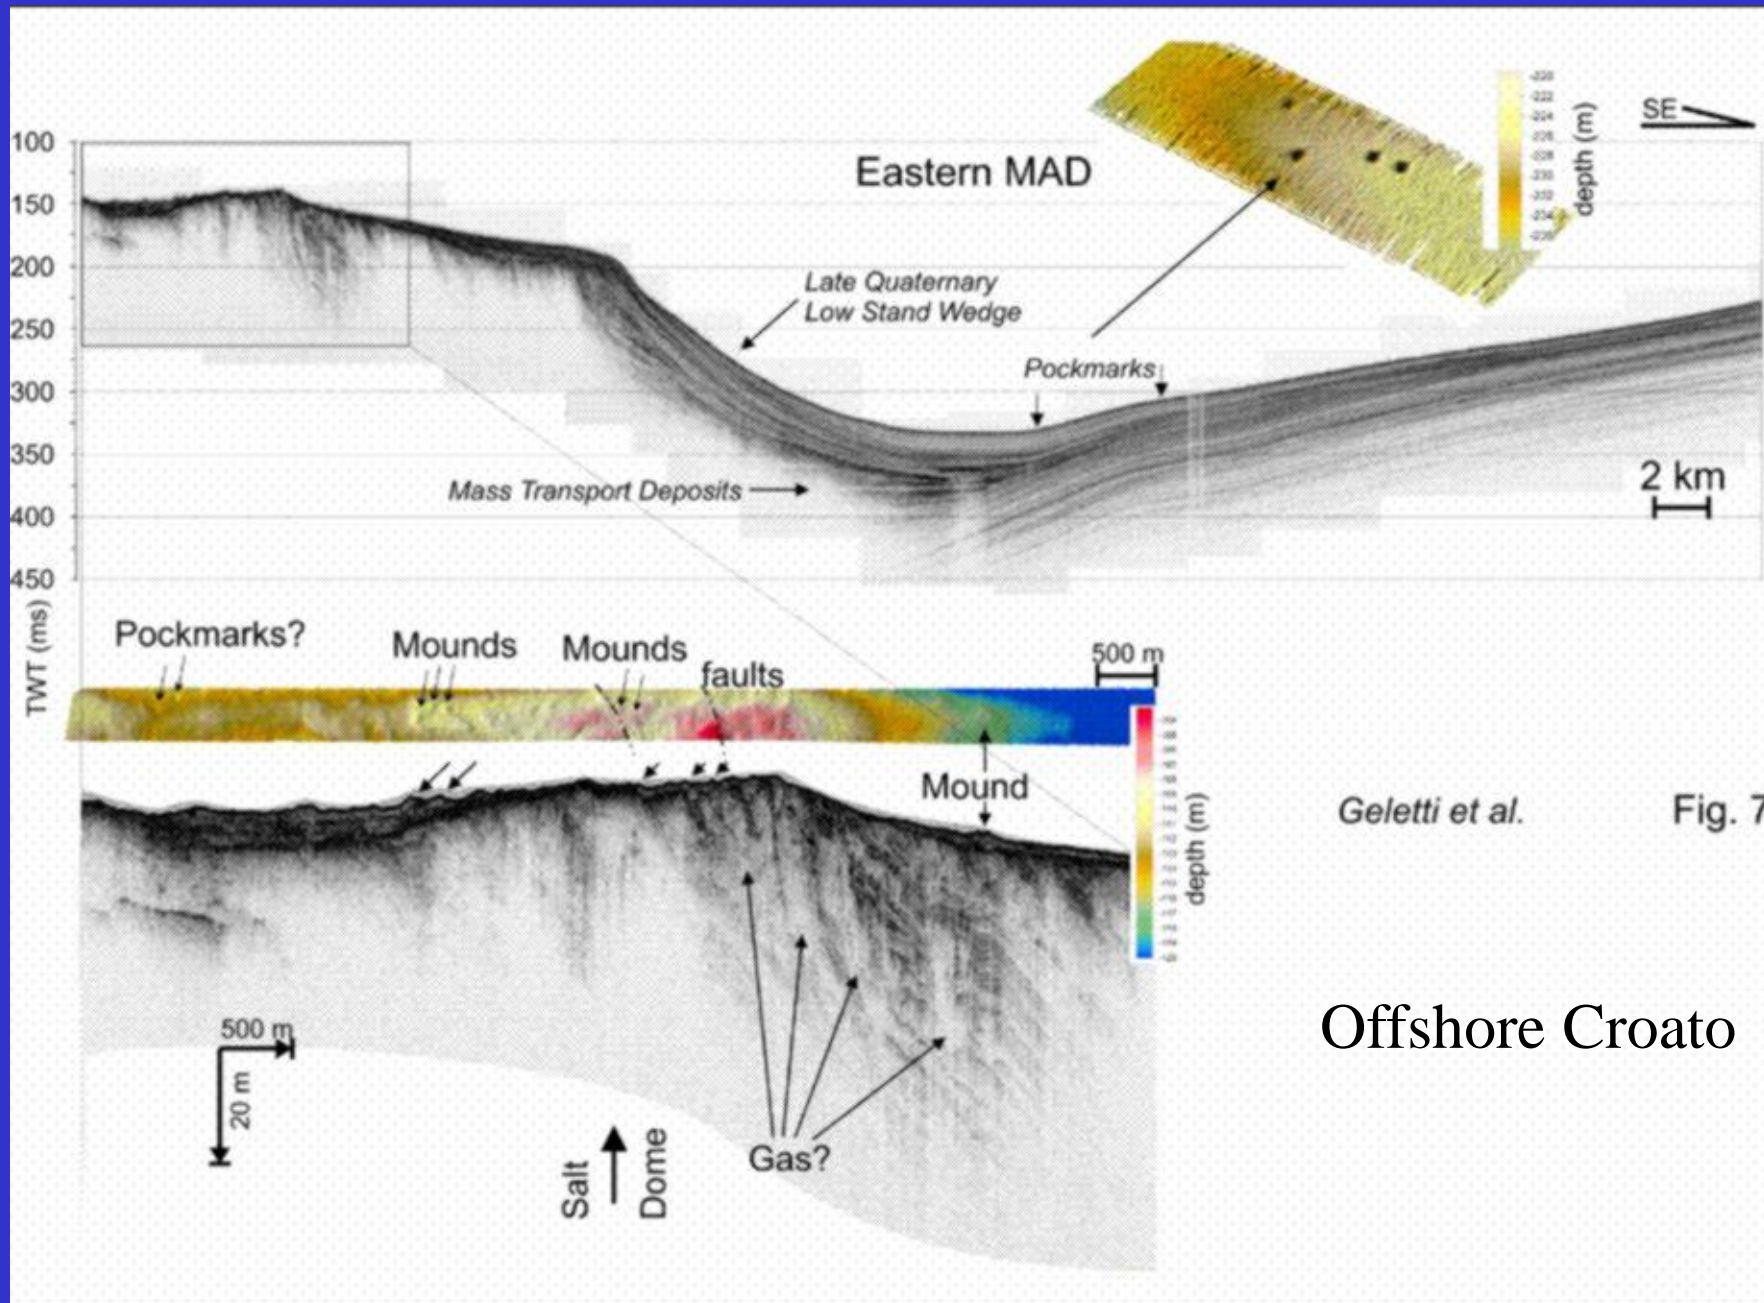 SE
Eastern MAD
depth (m)
100
150
200
250
300
350
400
450
TWT (ms)
Late Quaternary
Low Stand Wedge
Pockmarks
Mass Transport Deposits
2 km
Pockmarks?
Mounds
Mounds
faults
500 m
Mound
depth (m)
Geletti et al.
Fig. 7
500 m
20 m
Salt
Dome
Gas?
Offshore Croato